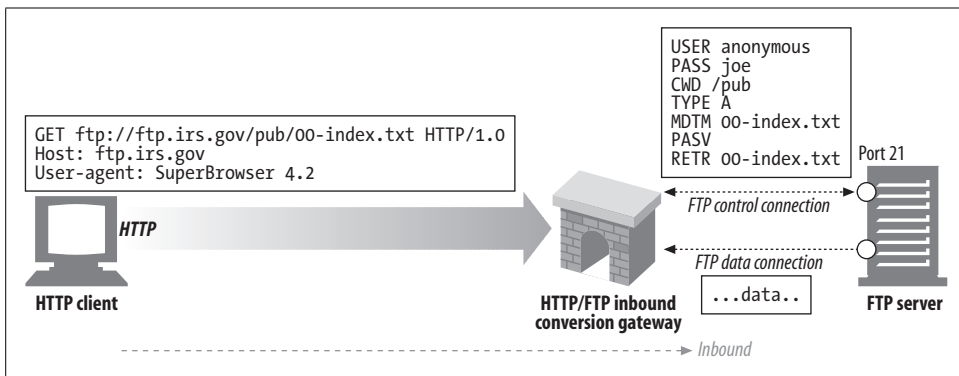 USER anonymous
PASS joe
CWD /pub
TYPE A
MDTM 00-index.txt
PASV
RETR 00-index.txt
GET ftp://ftp.irs.gov/pub/00-index.txt HTTP/1.0
Host: ftp.irs.gov
User-agent: SuperBrowser 4.2
Port 21
HTTP
FTP control connection
FTP data connection
...data..
HTTP client
HTTP/FTP inbound
conversion gateway
FTP server
Inbound